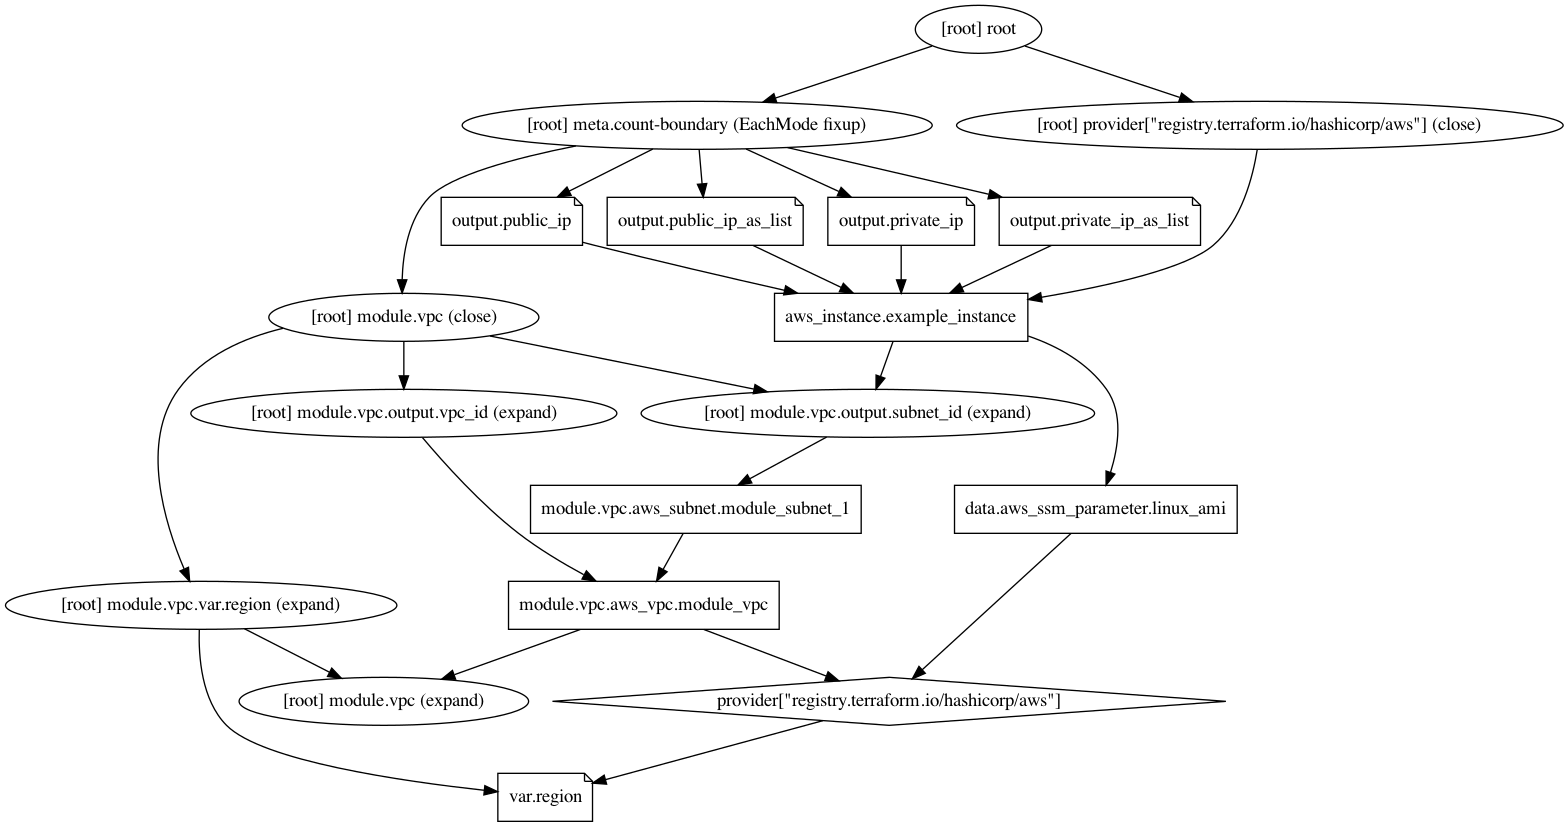 [root] root
[root] meta.count-boundary (EachMode fixup)
[root] provider["registry.terraform.io/hashicorp/aws"] (close)
output.public_ip
output.public_ip_as_list
output.private_ip
output.private_ip_as_list
[root] module.vpc (close)
aws_instance.example_instance
[root] module.vpc.output.vpc_id (expand)
[root] module.vpc.output.subnet_id (expand)
module.vpc.aws_subnet.module_subnet_1
data.aws_ssm_parameter.linux_ami
[root] module.vpc.var.region (expand)
module.vpc.aws_vpc.module_vpc
[root] module.vpc (expand)
provider["registry.terraform.io/hashicorp/aws"]
var.region